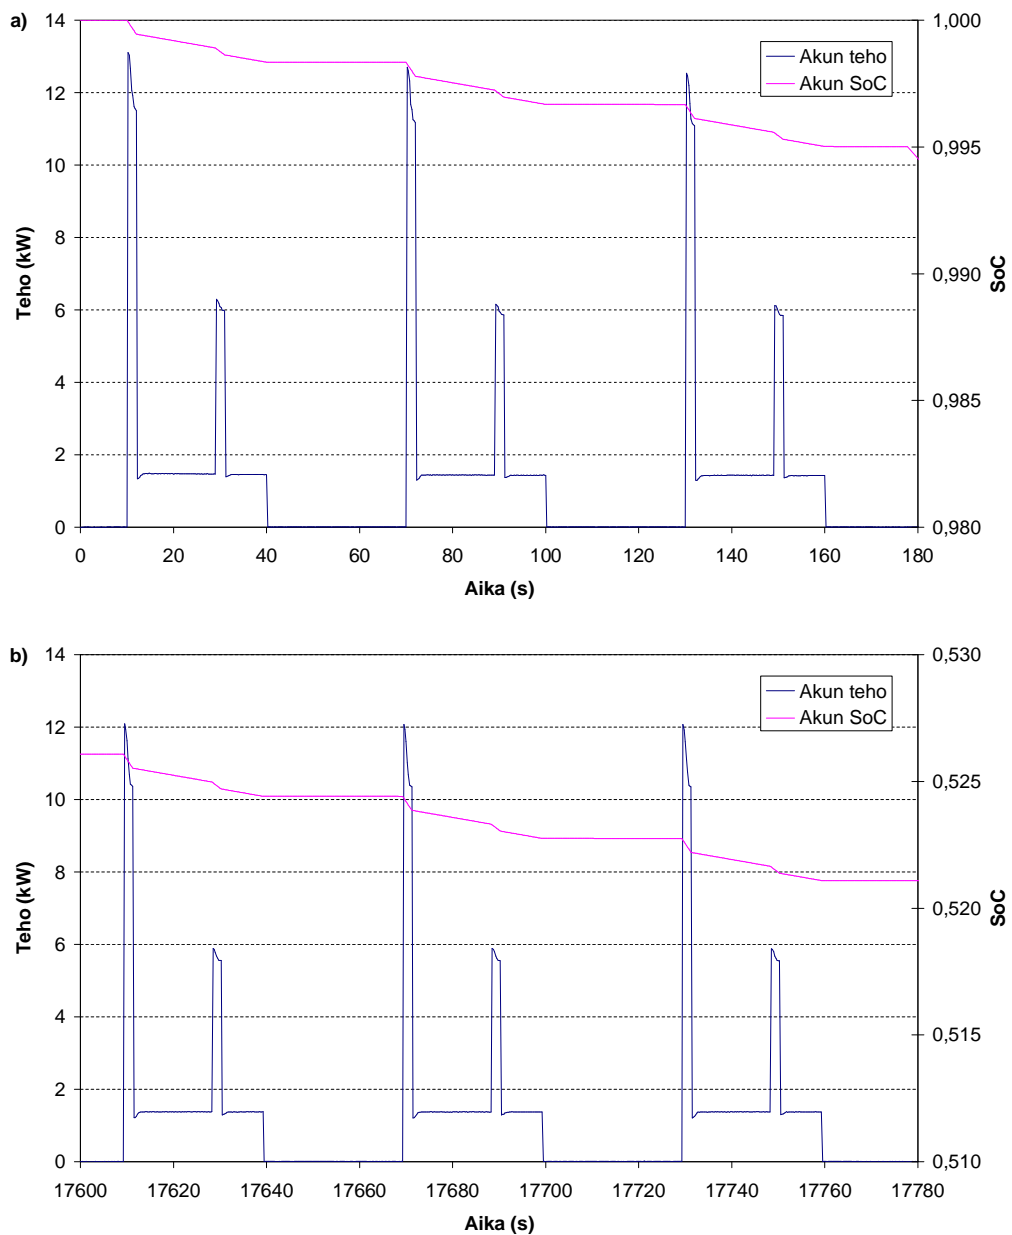 a)
14
12
10
8
6
4
2
0
Teho (kW)
1,000
0,995
0,990
0,985
0,980
SoC
Akun teho
Akun SoC
0 20 40 60 80 100 120 140 160 180
Aika (s)
b)
14
12
10
8
6
4
2
0
Teho (kW)
0,530
0,525
0,520
0,515
0,510
SoC
Akun teho
Akun SoC
17600 17620 17640 17660 17680 17700 17720 17740 17760 17780
Aika (s)